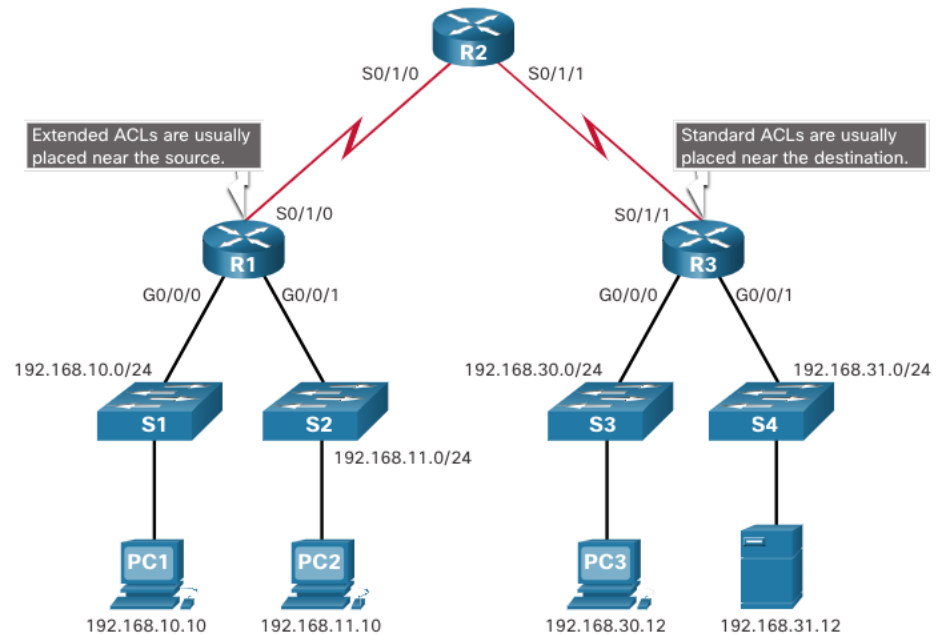 R2
S0/1/0
S0/1/1
Extended ACLs are usually
placed near the source.
Standard ACLs are usually
placed near the destination.
S0/1/0
S0/1/1
R1
R3
G0/0/0
G0/0/1
G0/0/0
G0/0/1
192.168.10.0/24
192.168.30.0/24
192.168.31.0/24
S1
S2
S3
S4
192.168.11.0/24
PC1
PC2
PC3
192.168.10.10
192.168.11.10
192.168.30.12
192.168.31.12